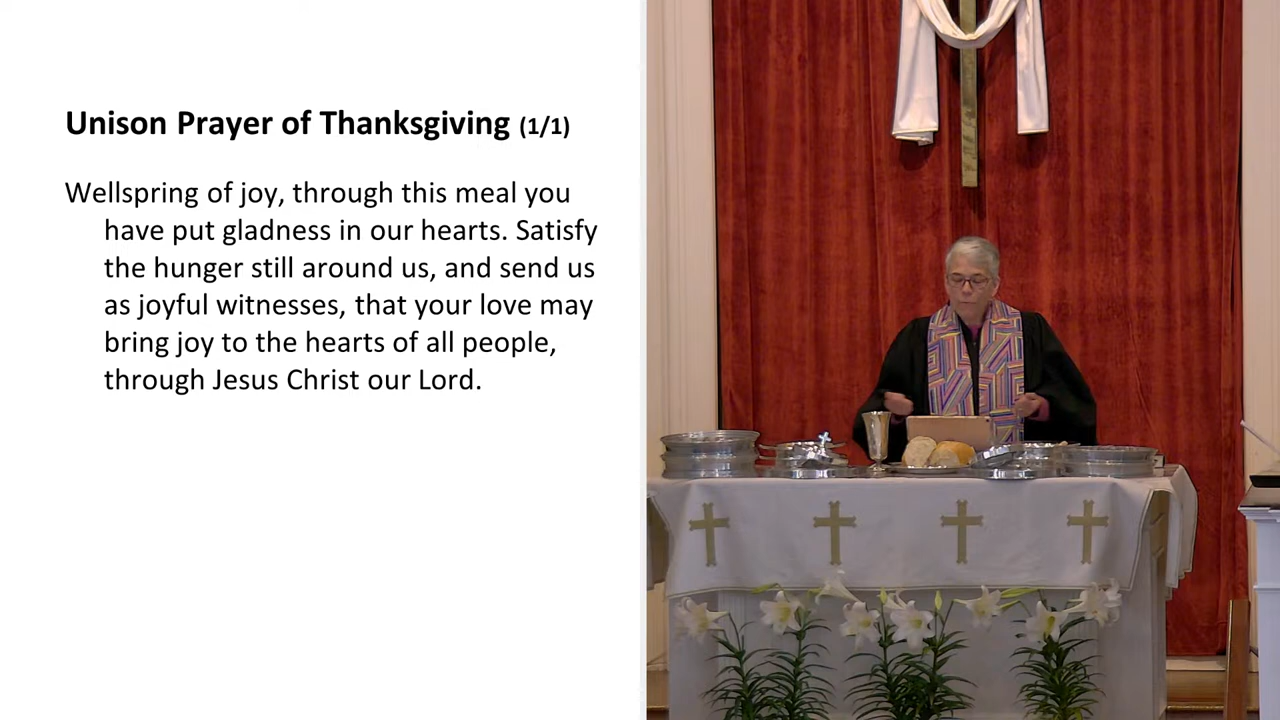 Unison Prayer of Thanksgiving (1/1)
Wellspring of joy, through this meal you
have put gladness in our hearts. Satisfy
the hunger still around us, and send us
as joyful witnesses, that your love may
bring joy to the hearts of all people,
through Jesus Christ our Lord.